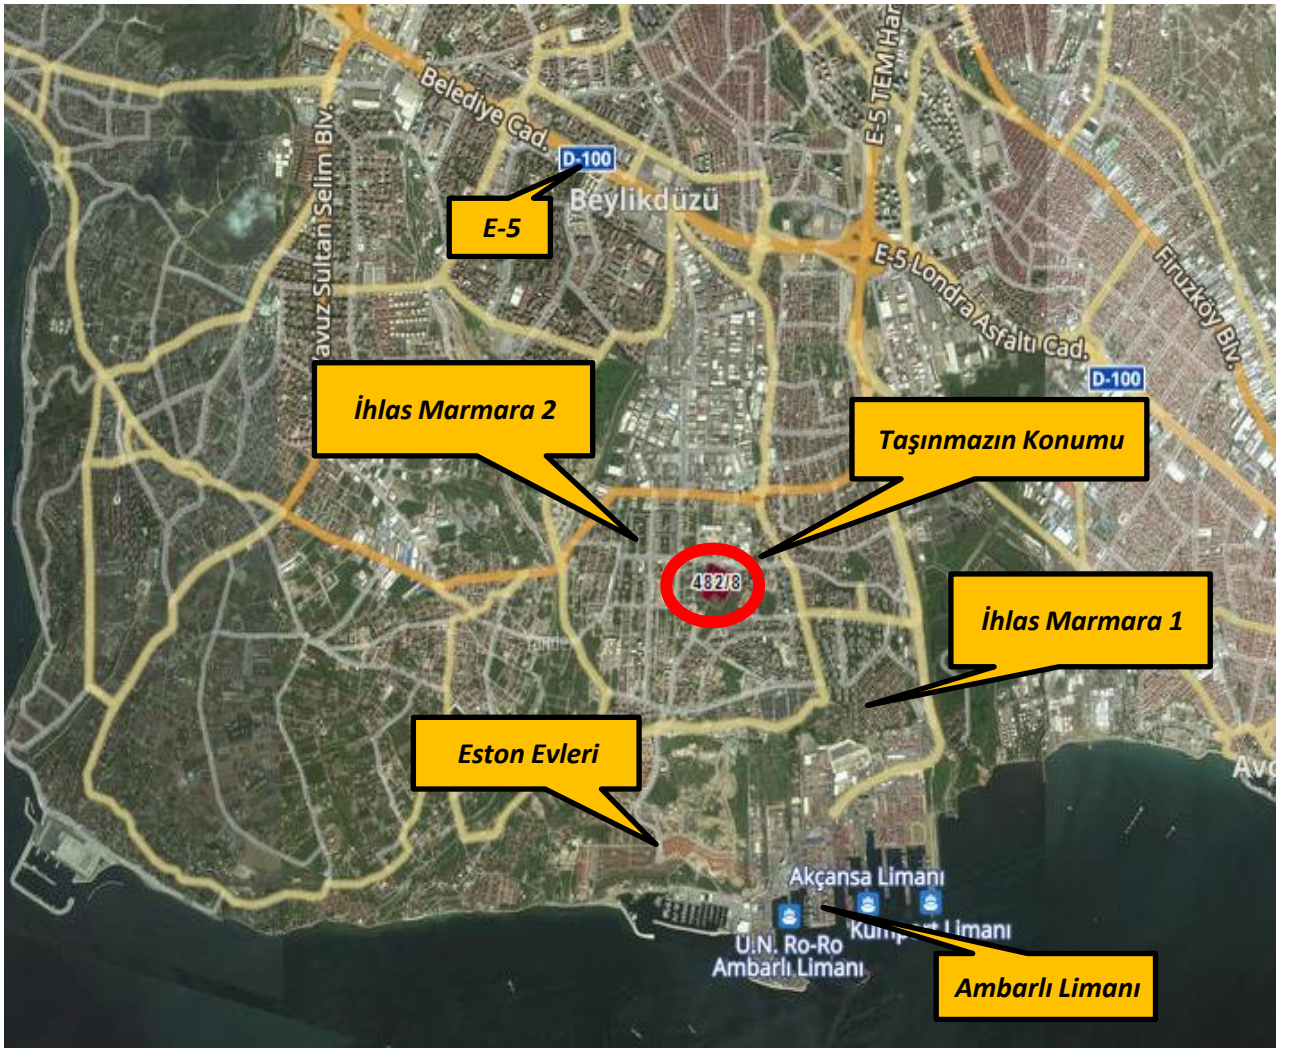 Belediye Cad.
E-5 TEM Har
D-100
E-5
Beylikdüzü
avuz Sultan Selim Blv.
E-5 Londra Asfaltı Cad.
Firuzköy Blv.
D-100
İhlas Marmara 2
Taşınmazın Konumu
482/8
İhlas Marmara 1
Eston Evleri
Avc
Akçansa Limanı
Kumport Limanı
U.N. Ro-Ro
Ambarlı Limanı
Ambarlı Limanı